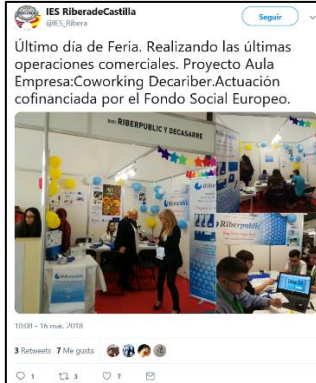 IES RiberadeCastilla
@IES_Ribera
Seguir
Último día de Feria. Realizando las últimas
operaciones comerciales. Proyecto Aula
Empresa:Coworking Decariber.Actuación
cofinanciada por el Fondo Social Europeo.
RIBERPUBLIC Y DECASARRE
Riberpublic
10:08 - 16 mar. 2018
3 Retweets 7 Me gusta
1 3 7